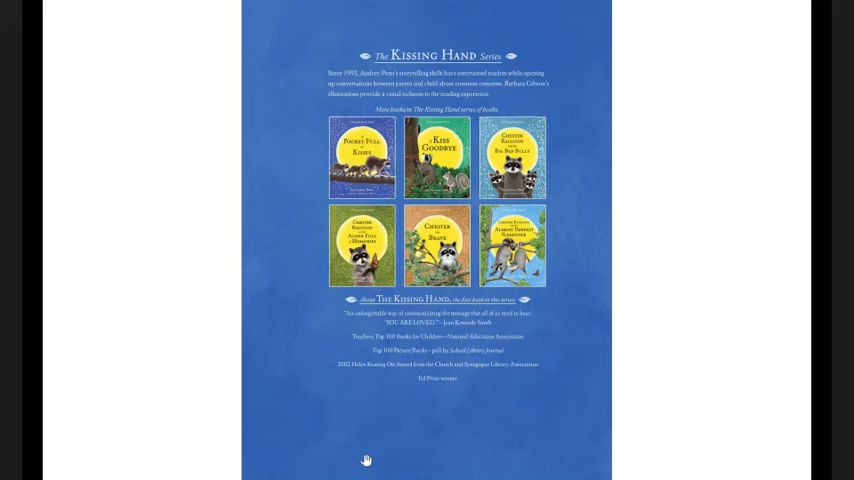 The KISSING HAND Series
Since 1993, Audrey Penn's storytelling skills have entertained readers while opening
up conversations between parent and child about common concerns. Barbara Gibson's
illustrations provide a visual richness to the reading experience.
More books in The Kissing Hand series of books:
A
POCKET FULL
of
KISSES
A KISS
GOODBYE
CHESTER
RACCOON
and the
BIG BAD BULLY
CHESTER
RACCOON
and the
ACORN FULL
of MEMORIES
CHESTER
the
BRAVE
CHESTER RACCOON
and the
ALMOST PERFECT
SLEEPOVER
About THE KISSING HAND, the first book in this series:
"An unforgettable way of communicating the message that all of us need to hear:
'YOU ARE LOVED.'"—Jean Kennedy Smith
Teachers Top 100 Books for Children—National Education Association
Top 100 Picture Books—poll by School Library Journal
2002 Helen Keating Ott Award from the Church and Synagogue Library Association
Ed Press winner